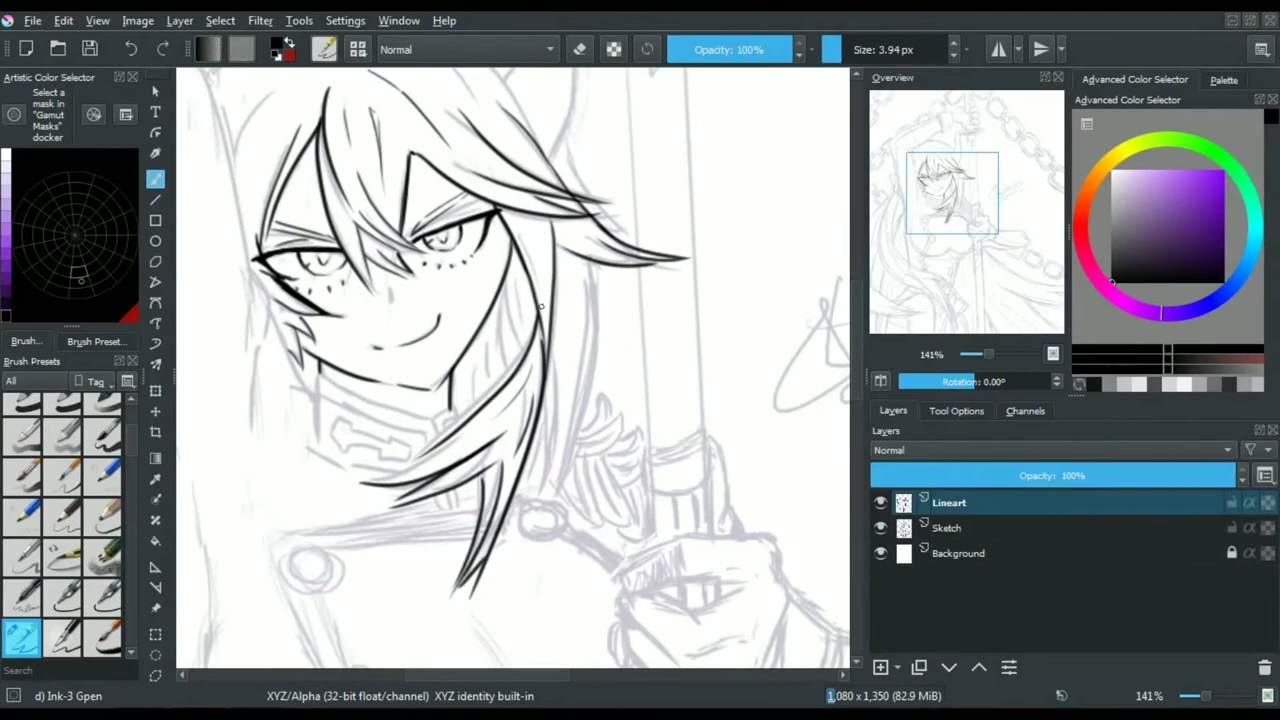 File Edit View Image Layer Select Filter Tools Settings Window Help
Normal Opacity: 100% Size: 3.94 px
Artistic Color Selector
Select a
mask in
"Gamut
Masks"
docker
Brush... Brush Preset...
Brush Presets
All Tag
Search
Overview
141%
Rotation: 0.00°
Advanced Color Selector Palette
Advanced Color Selector
Layers Tool Options Channels
Layers
Normal
Opacity: 100%
Lineart
Sketch
Background
d) Ink-3 Gpen XYZ/Alpha (32-bit float/channel) XYZ identity built-in 1,080 x 1,350 (82.9 MiB) 141%